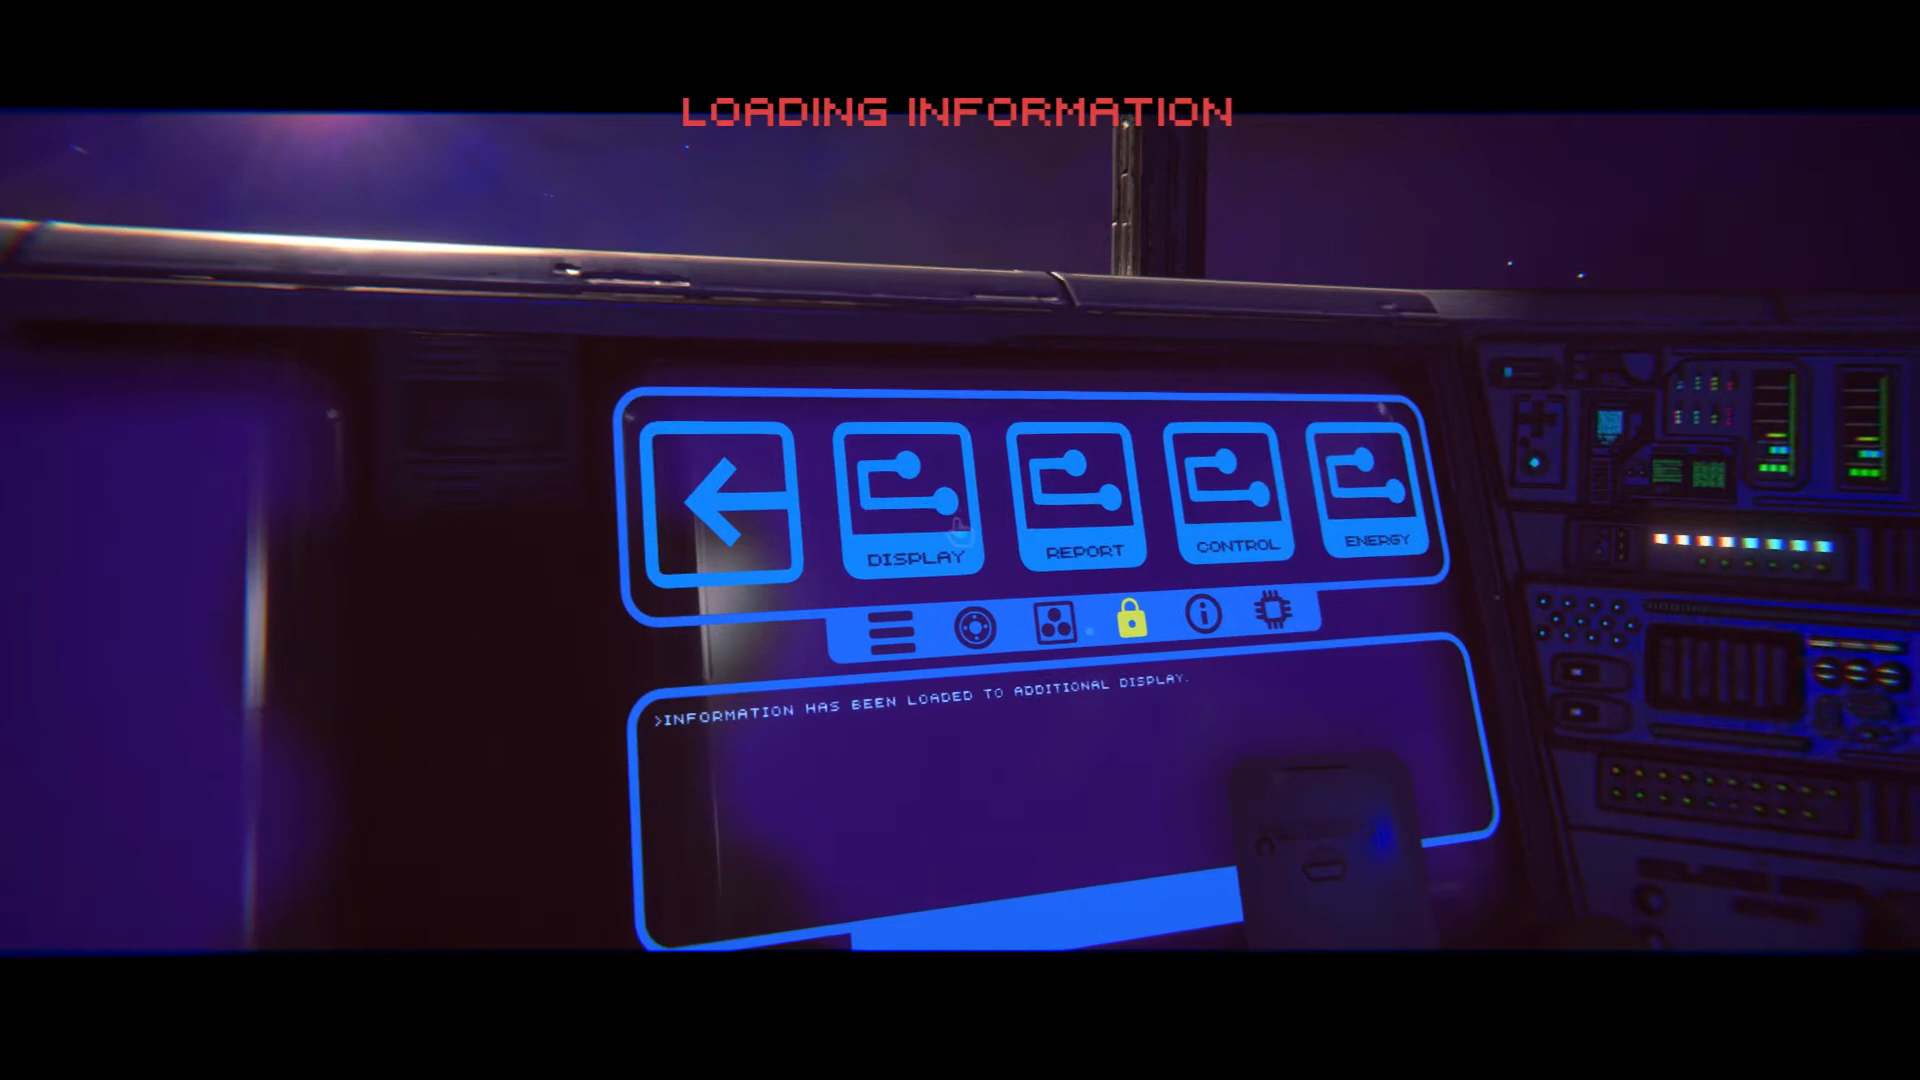 LOADING INFORMATION
DISPLAY
REPORT
CONTROL
ENERGY
>INFORMATION HAS BEEN LOADED TO ADDITIONAL DISPLAY.